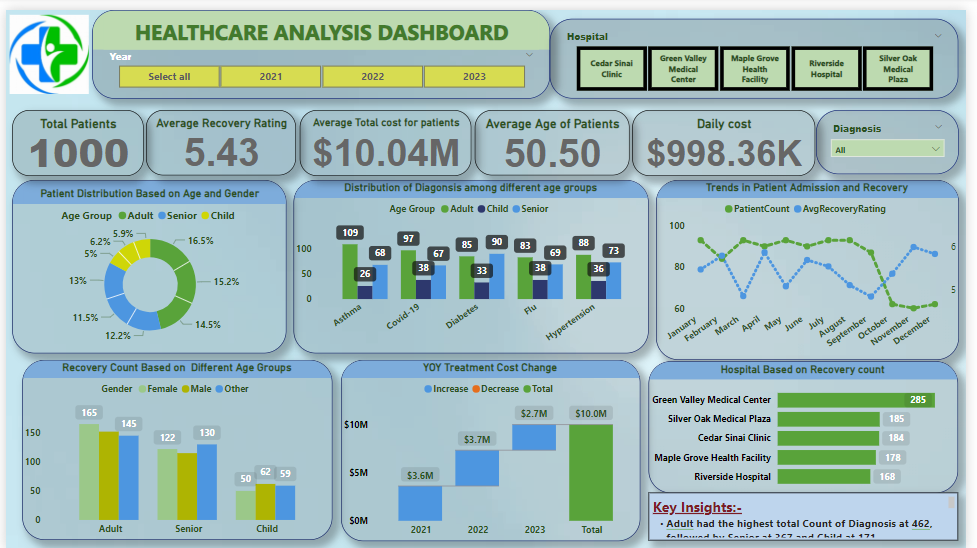 HEALTHCARE ANALYSIS DASHBOARD
Year
Select all 2021 2022 2023
Hospital
Cedar Sinai Clinic
Green Valley Medical Center
Maple Grove Health Facility
Riverside Hospital
Silver Oak Medical Plaza
Total Patients
1000
Average Recovery Rating
5.43
Average Total cost for patients
$10.04M
Average Age of Patients
50.50
Daily cost
$998.36K
Diagnosis
All
Patient Distribution Based on Age and Gender
Age Group Adult Senior Child
16.5%
15.2%
14.5%
12.2%
11.5%
13%
5%
6.2%
5.9%
Distribution of Diagonsis among different age groups
Age Group Adult Child Senior
100
50
0
109 26 68
97 38 67
85 33 90
83 38 69
88 36 73
Asthma Covid-19 Diabetes Flu Hypertension
Trends in Patient Admission and Recovery
PatientCount AvgRecoveryRating
100
80
60
6
5
January February March April May June July August September October November December
Recovery Count Based on Different Age Groups
Gender Female Male Other
150
100
50
0
165 145
122 130
50 62 59
Adult Senior Child
YOY Treatment Cost Change
Increase Decrease Total
$10M
$5M
$0M
$3.6M $3.7M $2.7M $10.0M
2021 2022 2023 Total
Hospital Based on Recovery count
Green Valley Medical Center 285
Silver Oak Medical Plaza 185
Cedar Sinai Clinic 184
Maple Grove Health Facility 178
Riverside Hospital 168
Key Insights:-
• Adult had the highest total Count of Diagnosis at 462,
followed by Senior at 367 and Child at 171